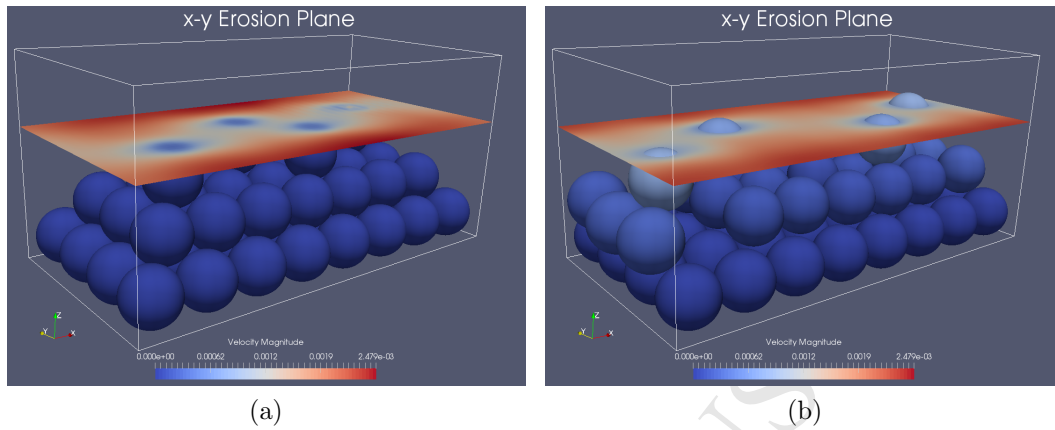 x-y Erosion Plane
Z
Y
X
Velocity Magnitude
0.000e+00 0.00062 0.0012 0.0019 2.479e-03
(a)
x-y Erosion Plane
Z
Y
X
Velocity Magnitude
0.000e+00 0.00062 0.0012 0.0019 2.479e-03
(b)